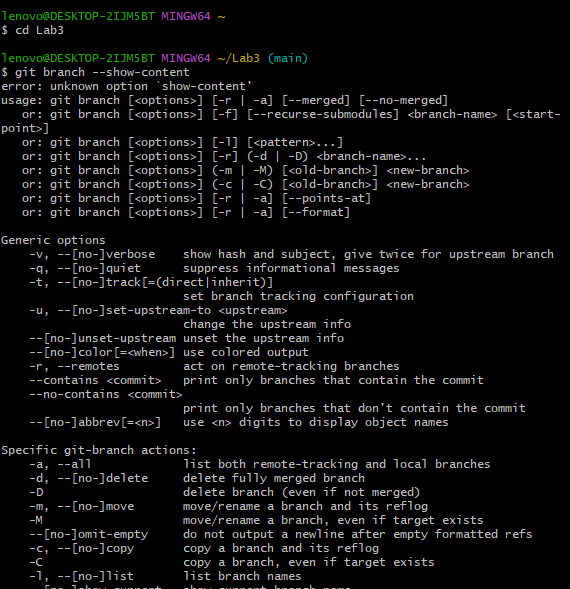 lenovo@DESKTOP-2IJM5BT MINGW64 ~
$ cd Lab3

lenovo@DESKTOP-2IJM5BT MINGW64 ~/Lab3 (main)
$ git branch --show-content
error: unknown option `show-content'
usage: git branch [<options>] [-r | -a] [--merged] [--no-merged]
   or: git branch [<options>] [-f] [--recurse-submodules] <branch-name> [<start-
point>]
   or: git branch [<options>] [-l] [<pattern>...]
   or: git branch [<options>] [-r] (-d | -D) <branch-name>...
   or: git branch [<options>] (-m | -M) [<old-branch>] <new-branch>
   or: git branch [<options>] (-c | -C) [<old-branch>] <new-branch>
   or: git branch [<options>] [-r | -a] [--points-at]
   or: git branch [<options>] [-r | -a] [--format]

Generic options
    -v, --[no-]verbose    show hash and subject, give twice for upstream branch
    -q, --[no-]quiet      suppress informational messages
    -t, --[no-]track[=(direct|inherit)]
                          set branch tracking configuration
    -u, --[no-]set-upstream-to <upstream>
                          change the upstream info
    --[no-]unset-upstream unset the upstream info
    --[no-]color[=<when>] use colored output
    -r, --remotes         act on remote-tracking branches
    --contains <commit>   print only branches that contain the commit
    --no-contains <commit>
                          print only branches that don't contain the commit
    --[no-]abbrev[=<n>]   use <n> digits to display object names

Specific git-branch actions:
    -a, --all             list both remote-tracking and local branches
    -d, --[no-]delete     delete fully merged branch
    -D                    delete branch (even if not merged)
    -m, --[no-]move       move/rename a branch and its reflog
    -M                    move/rename a branch, even if target exists
    --[no-]omit-empty     do not output a newline after empty formatted refs
    -c, --[no-]copy       copy a branch and its reflog
    -C                    copy a branch, even if target exists
    -l, --[no-]list       list branch names
    --[no-]show-current   show current branch name